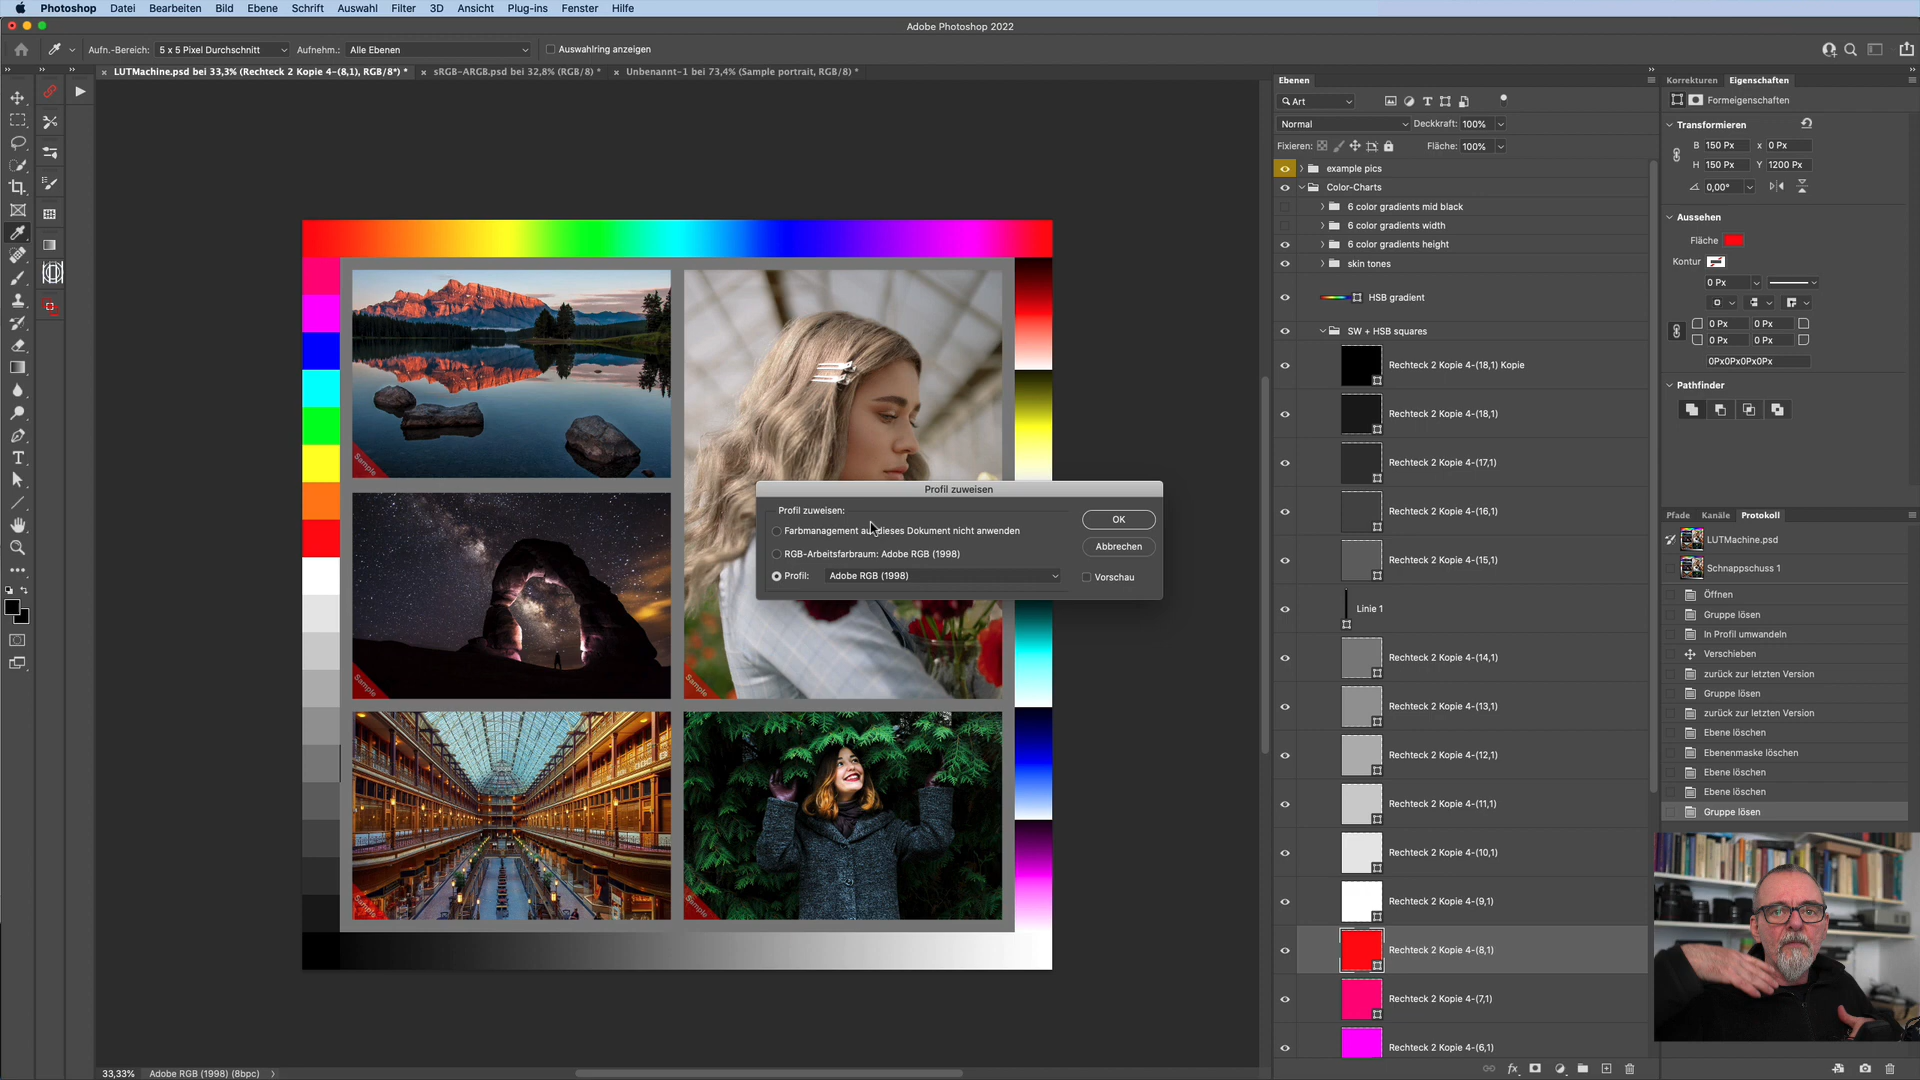 Photoshop Datei Bearbeiten Bild Ebene Schrift Auswahl Filter 3D Ansicht Plug-ins Fenster Hilfe
Adobe Photoshop 2022
Aufn.-Bereich: 5 x 5 Pixel Durchschnitt Aufnehm.: Alle Ebenen Auswahlring anzeigen
LUTMachine.psd bei 33,3% (Rechteck 2 Kopie 4-(8,1), RGB/8*) * sRGB-ARGB.psd bei 32,8% (RGB/8) * Unbenannt-1 bei 73,4% (Sample portrait, RGB/8) *
Sample
Sample
Sample
Sample
Sample
Profil zuweisen
Profil zuweisen:
Farbmanagement au dieses Dokument nicht anwenden
RGB-Arbeitsfarbraum: Adobe RGB (1998)
Profil: Adobe RGB (1998)
OK
Abbrechen
Vorschau
33,33% Adobe RGB (1998) (8bpc)
Ebenen
Art
Normal Deckkraft: 100%
Fixieren: Fläche: 100%
example pics
Color-Charts
6 color gradients mid black
6 color gradients width
6 color gradients height
skin tones
HSB gradient
SW + HSB squares
Rechteck 2 Kopie 4-(18,1) Kopie
Rechteck 2 Kopie 4-(18,1)
Rechteck 2 Kopie 4-(17,1)
Rechteck 2 Kopie 4-(16,1)
Rechteck 2 Kopie 4-(15,1)
Linie 1
Rechteck 2 Kopie 4-(14,1)
Rechteck 2 Kopie 4-(13,1)
Rechteck 2 Kopie 4-(12,1)
Rechteck 2 Kopie 4-(11,1)
Rechteck 2 Kopie 4-(10,1)
Rechteck 2 Kopie 4-(9,1)
Rechteck 2 Kopie 4-(8,1)
Rechteck 2 Kopie 4-(7,1)
Rechteck 2 Kopie 4-(6,1)
fx
Korrekturen Eigenschaften
Formeigenschaften
Transformieren
B 150 Px x 0 Px
H 150 Px Y 1200 Px
0,00°
Aussehen
Fläche
Kontur
0 Px
0 Px 0 Px
0 Px 0 Px
0Px0Px0Px0Px
Pathfinder
Pfade Kanäle Protokoll
LUTMachine.psd
Schnappschuss 1
Öffnen
Gruppe lösen
In Profil umwandeln
Verschieben
zurück zur letzten Version
Gruppe lösen
zurück zur letzten Version
Ebene löschen
Ebenenmaske löschen
Ebene löschen
Ebene löschen
Gruppe lösen